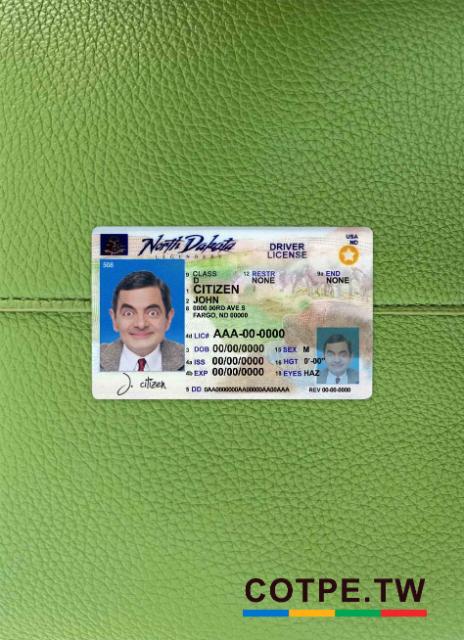 North Dakota
LEGENDARY
DRIVER
LICENSE
USA
ND
508
9 CLASS
D
12 RESTR
NONE
9a END
NONE
1 CITIZEN
2 JOHN
8 0000 00RD AVE S
FARGO, ND 00000
4d LIC# AAA-00-0000
3 DOB 00/00/0000
15 SEX M
4a ISS 00/00/0000
16 HGT 0'-00"
4b EXP 00/00/0000
18 EYES HAZ
J. citizen
5 DD 0AA0000000AA00000AA00AAA
REV 00-00-0000
COTPE.TW